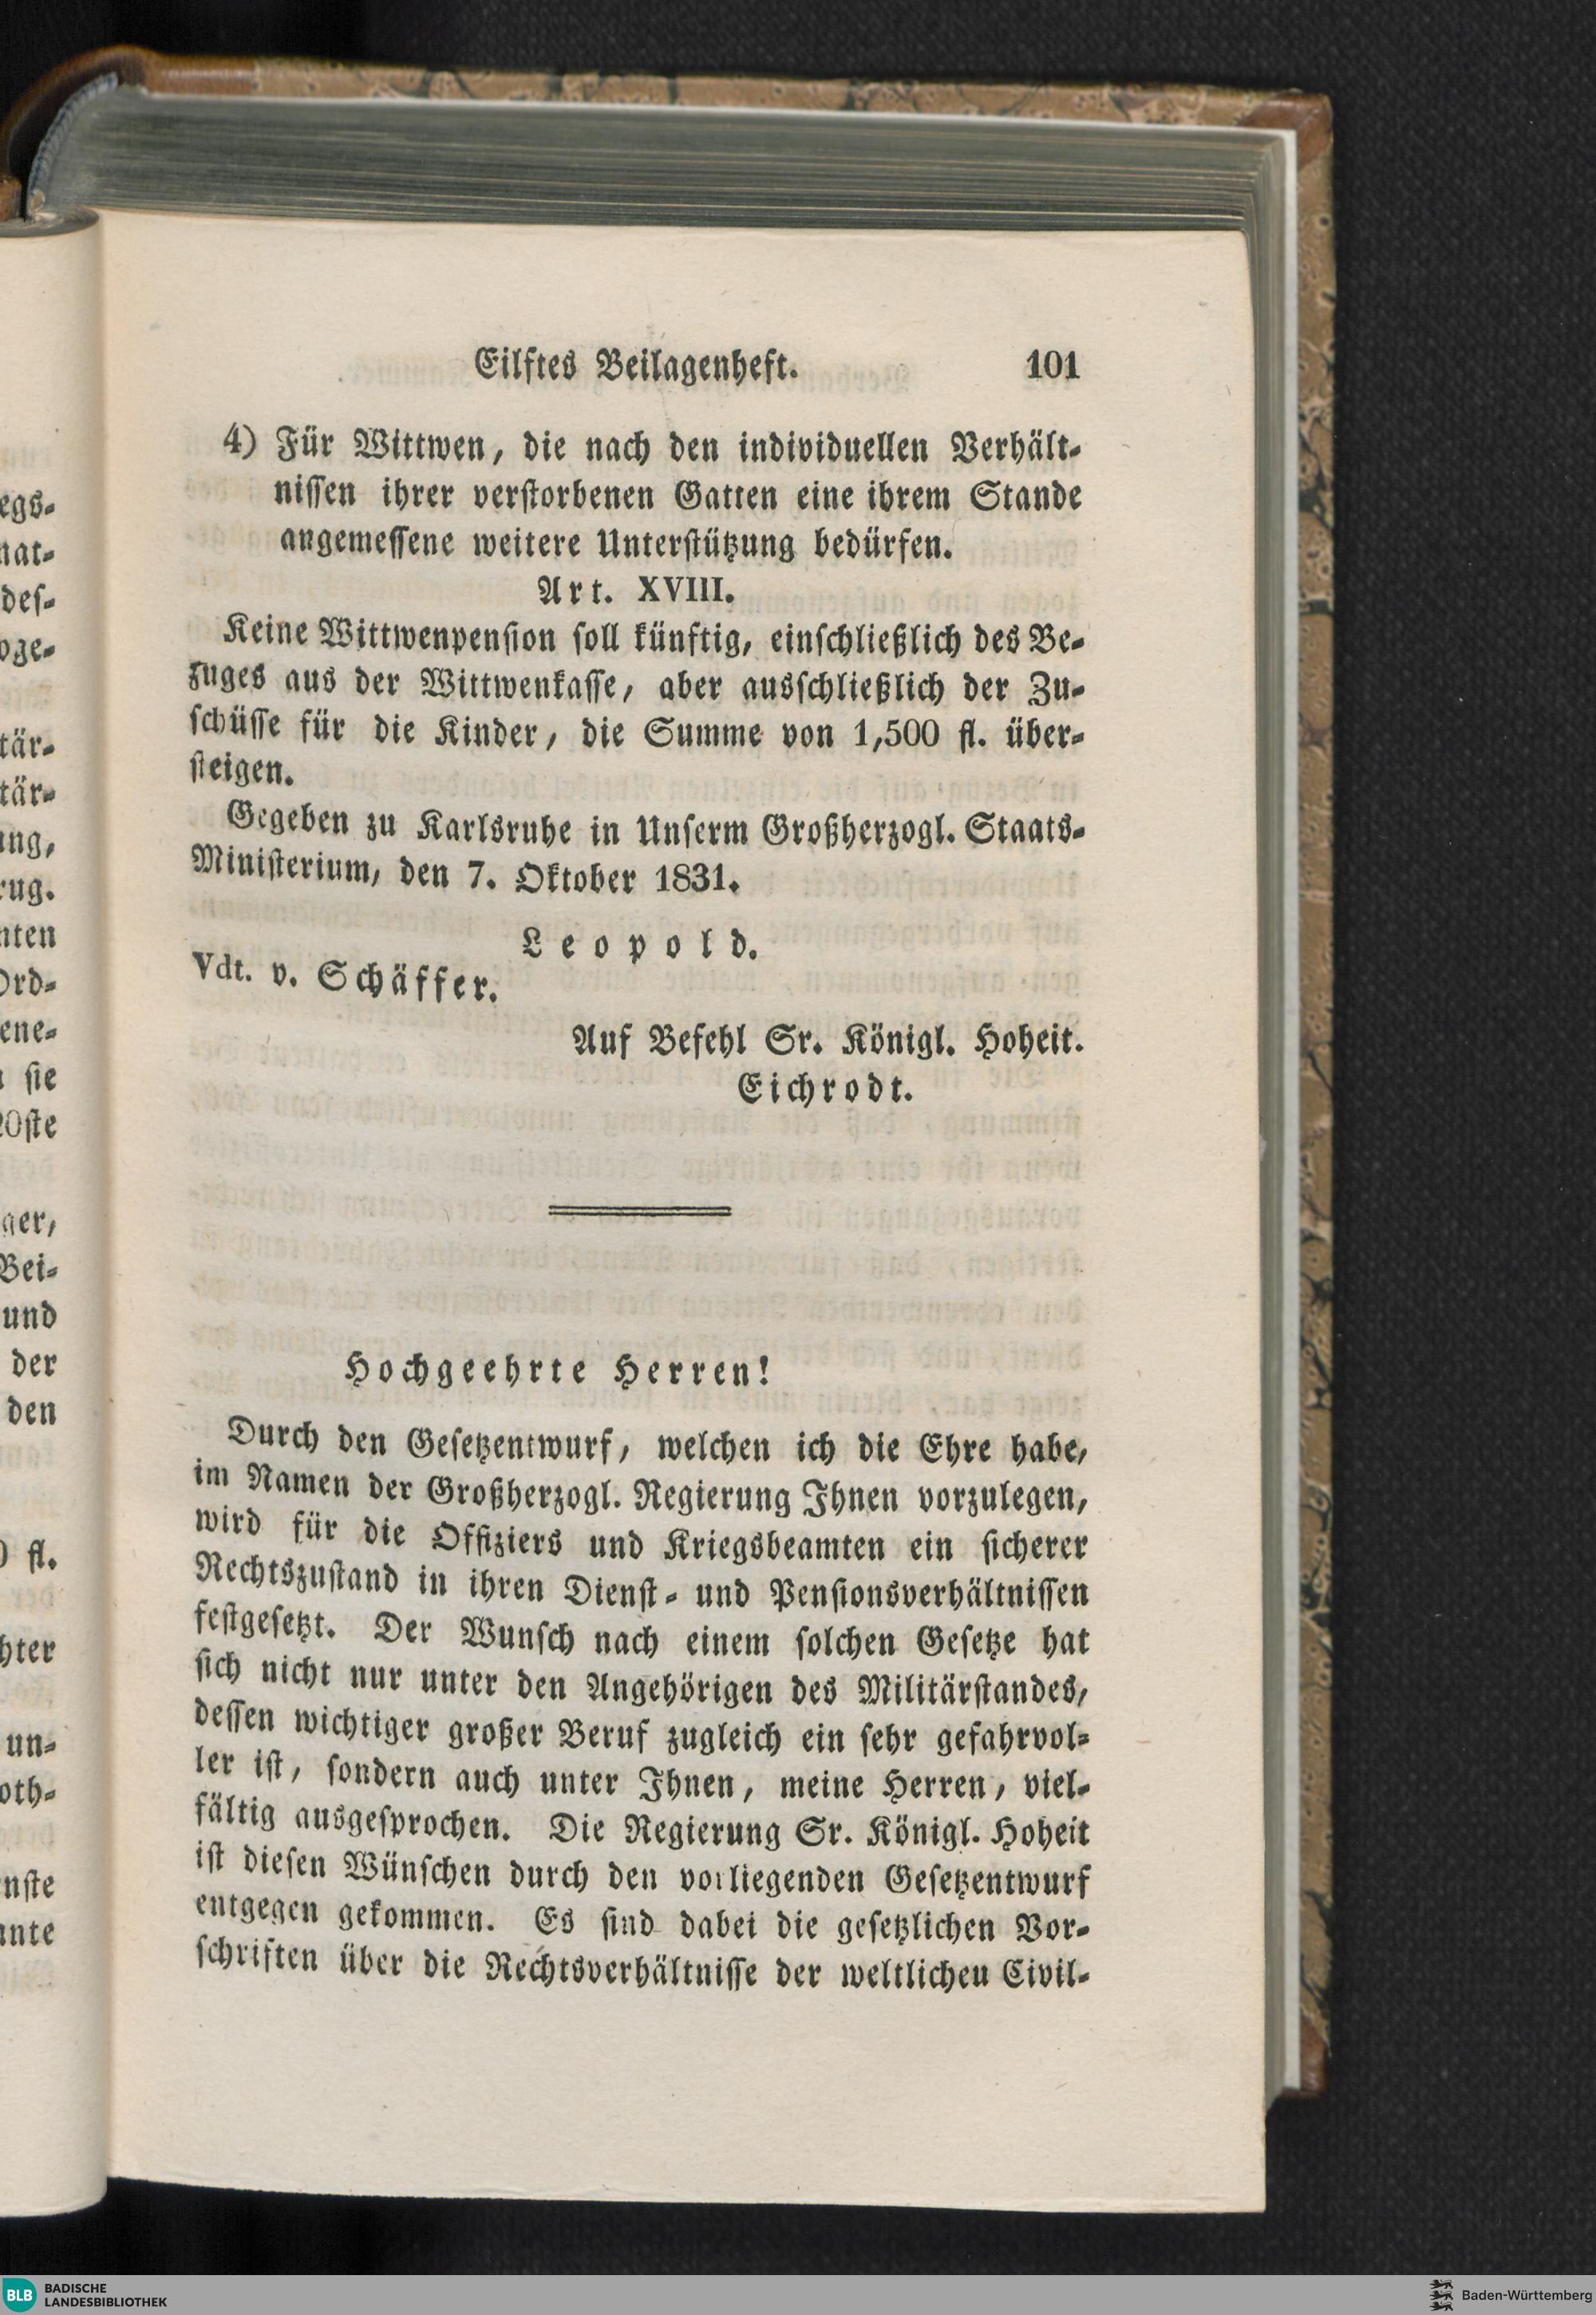 Eilftes Beilagenheft. 101
4) Für Wittwen, die nach den individuellen Verhält-
nissen ihrer verstorbenen Gatten eine ihrem Stande
angemessene weitere Unterstützung bedürfen.
Art. XVIII.
Keine Wittwenpension soll künftig, einschließlich des Be-
zuges aus der Wittwenkasse, aber ausschließlich der Zu-
schüsse für die Kinder, die Summe von 1,500 fl. über-
steigen.
Gegeben zu Karlsruhe in Unserm Großherzogl. Staats-
Ministerium, den 7. Oktober 1831.
Leopold.
Vdt. v. Schäffer.
Auf Befehl Sr. Königl. Hoheit.
Eichrodt.
Hochgeehrte Herren!
Durch den Gesetzentwurf, welchen ich die Ehre habe,
im Namen der Großherzogl. Regierung Ihnen vorzulegen,
wird für die Offiziers und Kriegsbeamten ein sicherer
Rechtszustand in ihren Dienst- und Pensionsverhältnissen
festgesetzt. Der Wunsch nach einem solchen Gesetze hat
sich nicht nur unter den Angehörigen des Militärstandes,
dessen wichtiger großer Beruf zugleich ein sehr gefahrvol-
ler ist, sondern auch unter Ihnen, meine Herren, viel-
fältig ausgesprochen. Die Regierung Sr. Königl. Hoheit
ist diesen Wünschen durch den vorliegenden Gesetzentwurf
entgegen gekommen. Es sind dabei die gesetzlichen Vor-
schriften über die Rechtsverhältnisse der weltlichen Civil-
BLB BADISCHE
LANDESBIBLIOTHEK
Baden-Württemberg